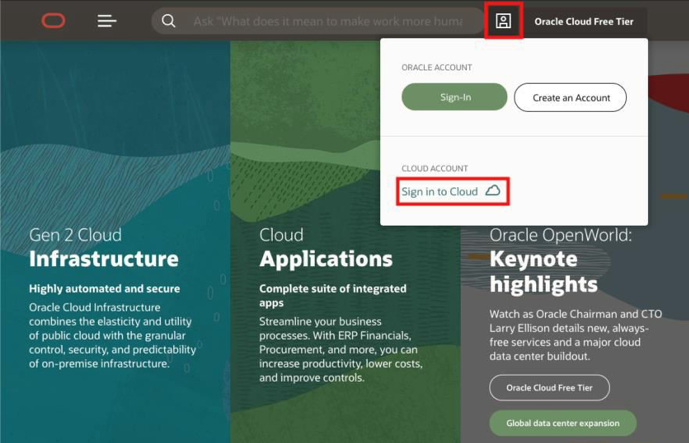 Ask "What does it mean to make work more huma
Oracle Cloud Free Tier
ORACLE ACCOUNT
Sign-In
Create an Account
CLOUD ACCOUNT
Sign in to Cloud
Gen 2 Cloud
Infrastructure
Highly automated and secure
Oracle Cloud Infrastructure
combines the elasticity and utility
of public cloud with the granular
control, security, and predictability
of on-premise infrastructure.
Cloud
Applications
Complete suite of integrated
apps
Streamline your business
processes. With ERP Financials,
Procurement, and more, you can
increase productivity, lower costs,
and improve controls.
Oracle OpenWorld:
Keynote
highlights
Watch as Oracle Chairman and CTO
Larry Ellison details new, always-
free services and a major cloud
data center buildout.
Oracle Cloud Free Tier
Global data center expansion